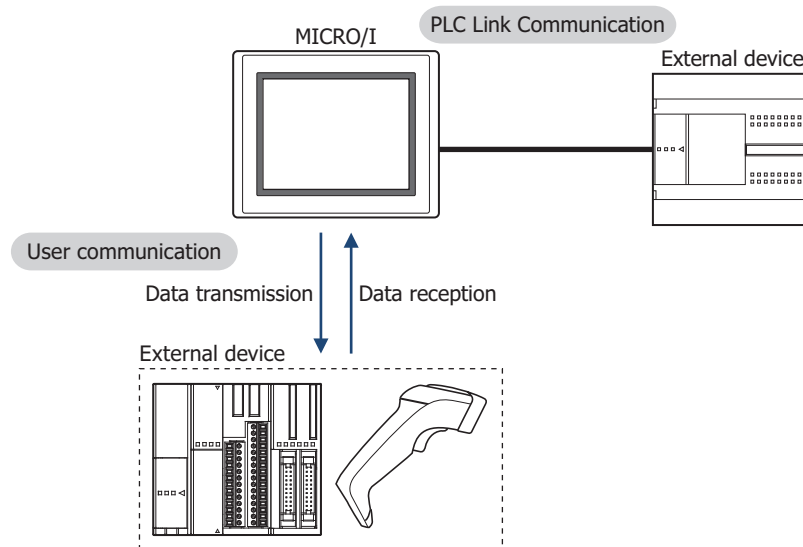 PLC Link Communication
MICRO/I
External device
User communication
Data transmission
Data reception
External device